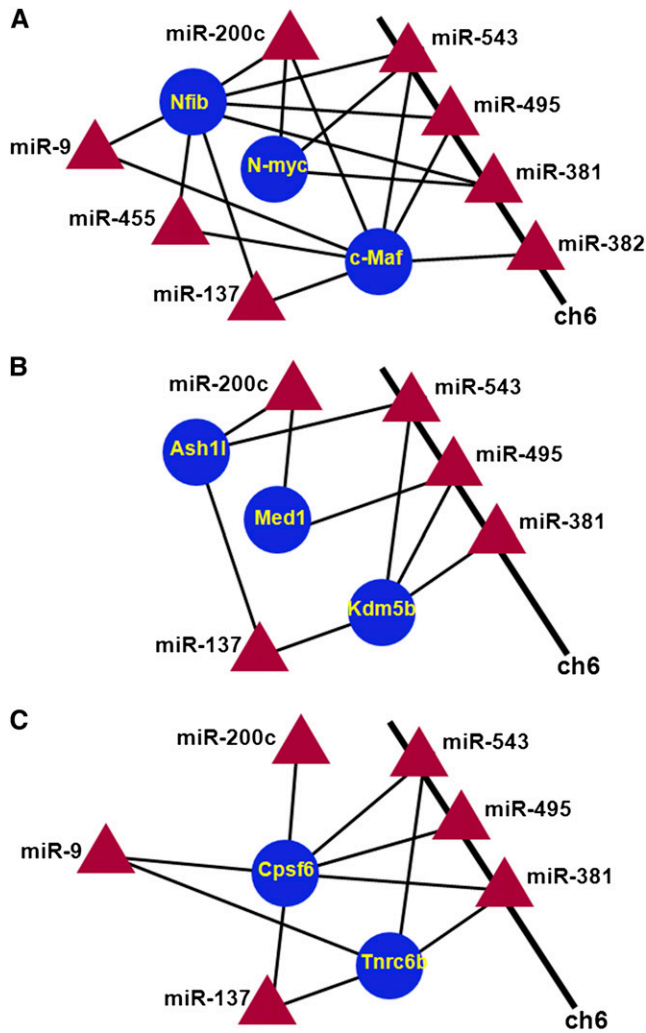 A
miR-200c
miR-543
Nfib
miR-495
miR-9
N-myc
miR-381
miR-455
c-Maf
miR-382
miR-137
ch6
B
miR-200c
miR-543
Ash1l
miR-495
Med1
miR-381
Kdm5b
miR-137
ch6
C
miR-200c
miR-543
miR-495
miR-9
Cpsf6
miR-381
Tnrc6b
miR-137
ch6